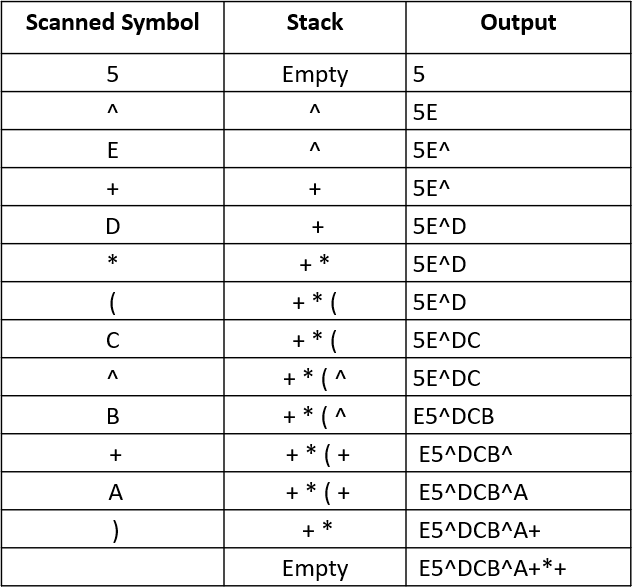 Scanned Symbol Stack Output
5 Empty 5
^ ^ 5E
E ^ 5E^
+ + 5E^
D + 5E^D
* + * 5E^D
( + * ( 5E^D
C + * ( 5E^DC
^ + * ( ^ 5E^DC
B + * ( ^ E5^DCB
+ + * ( + E5^DCB^
A + * ( + E5^DCB^A
) + * E5^DCB^A+
Empty E5^DCB^A+*+